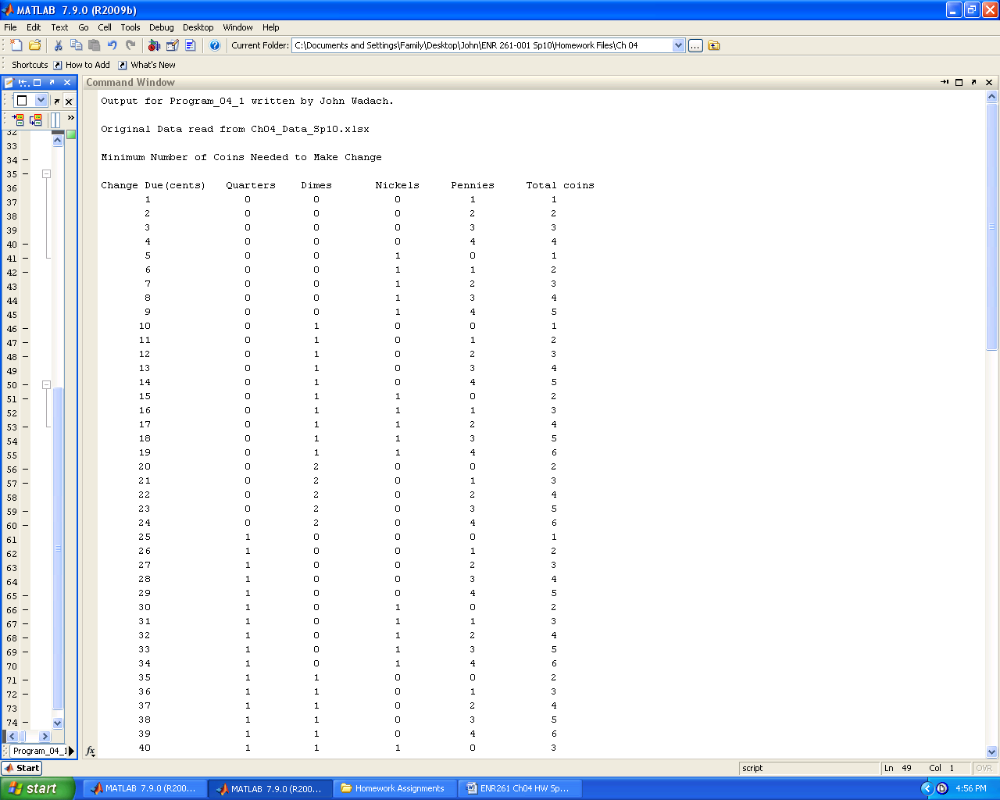 MATLAB 7.9.0 (R2009b)
File Edit Text Go Cell Tools Debug Desktop Window Help
Current Folder: C:\Documents and Settings\Family\Desktop\John\ENR 261-001 Sp10\Homework Files\Ch 04
Shortcuts How to Add What's New
Command Window
Output for Program_04_1 written by John Wadach.
Original Data read from Ch04_Data_Sp10.xlsx
Minimum Number of Coins Needed to Make Change
Change Due(cents) Quarters Dimes Nickels Pennies Total coins
1 0 0 0 1 1
2 0 0 0 2 2
3 0 0 0 3 3
4 0 0 0 4 4
5 0 0 1 0 1
6 0 0 1 1 2
7 0 0 1 2 3
8 0 0 1 3 4
9 0 0 1 4 5
10 0 1 0 0 1
11 0 1 0 1 2
12 0 1 0 2 3
13 0 1 0 3 4
14 0 1 0 4 5
15 0 1 1 0 2
16 0 1 1 1 3
17 0 1 1 2 4
18 0 1 1 3 5
19 0 1 1 4 6
20 0 2 0 0 2
21 0 2 0 1 3
22 0 2 0 2 4
23 0 2 0 3 5
24 0 2 0 4 6
25 1 0 0 0 1
26 1 0 0 1 2
27 1 0 0 2 3
28 1 0 0 3 4
29 1 0 0 4 5
30 1 0 1 0 2
31 1 0 1 1 3
32 1 0 1 2 4
33 1 0 1 3 5
34 1 0 1 4 6
35 1 1 0 0 2
36 1 1 0 1 3
37 1 1 0 2 4
38 1 1 0 3 5
39 1 1 0 4 6
40 1 1 1 0 3
fx
32
33
34
35
36
37
38
39
40
41
42
43
44
45
46
47
48
49
50
51
52
53
54
55
56
57
58
59
60
61
62
63
64
65
66
67
68
69
70
71
72
73
74
Program_04_1
Start
script Ln 49 Col 1 OVR
start MATLAB 7.9.0 (R200... MATLAB 7.9.0 (R200... Homework Assignments ENR261 Ch04 HW Sp... 4:56 PM